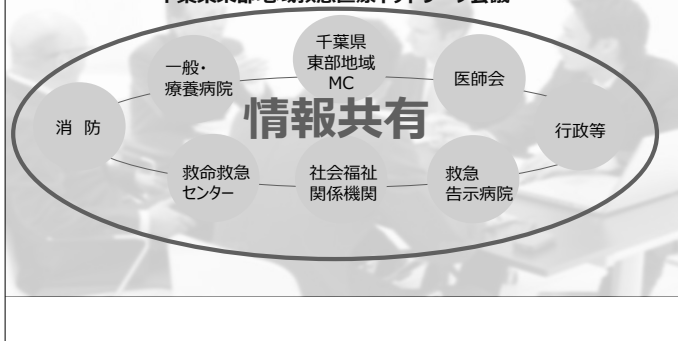 千葉県
東部地域
MC
一般・
療養病院
医師会
消 防
情報共有
行政等
救命救急
センター
社会福祉
関係機関
救急
告示病院